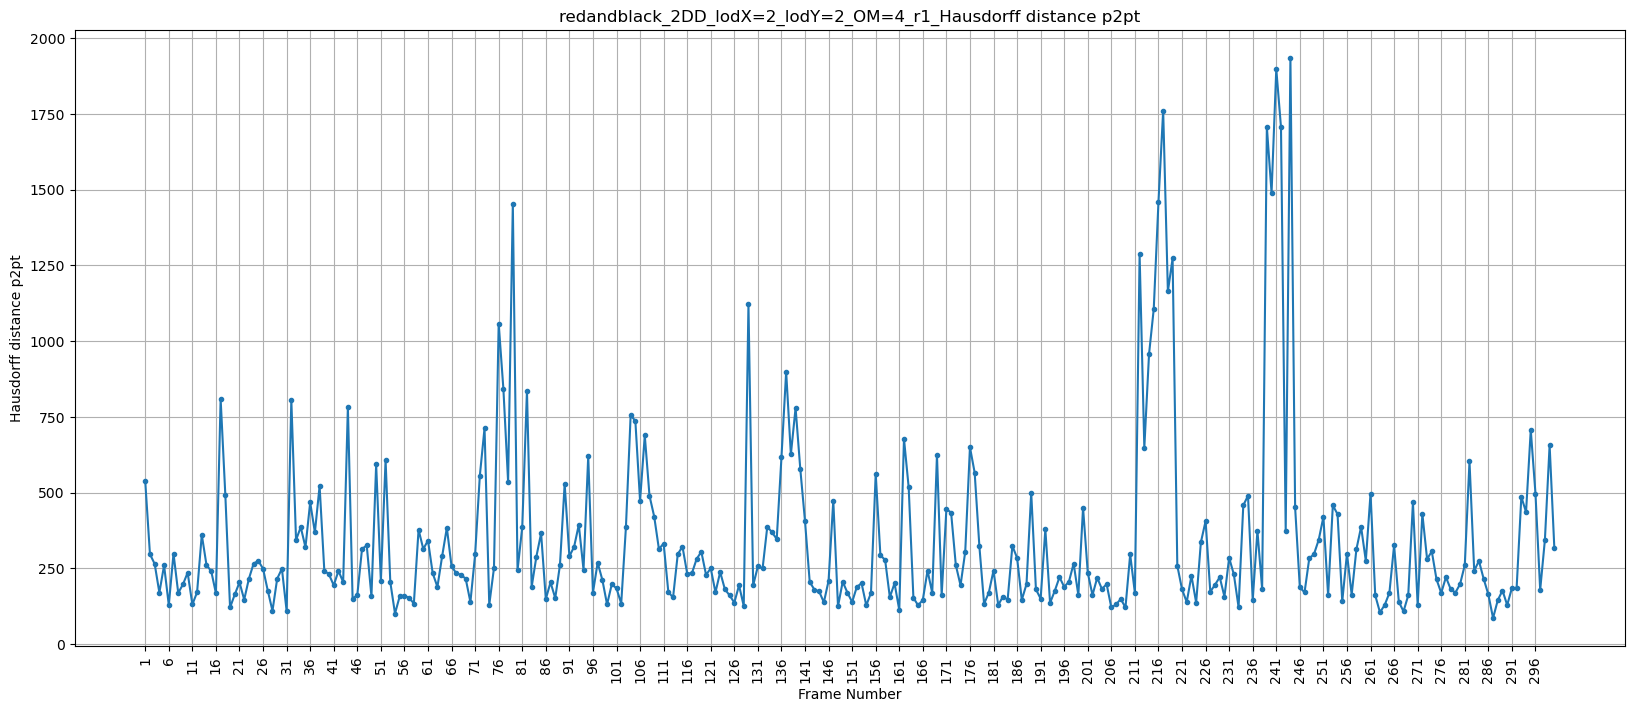 redandblack_2DD_lodX=2_lodY=2_OM=4_r1_Hausdorff distance p2pt
2000
1750
1500
1250
1000
750
500
250
0
Hausdorff distance p2pt
1 6 11 16 21 26 31 36 41 46 51 56 61 66 71 76 81 86 91 96 101 106 111 116 121 126 131 136 141 146 151 156 161 166 171 176 181 186 191 196 201 206 211 216 221 226 231 236 241 246 251 256 261 266 271 276 281 286 291 296
Frame Number